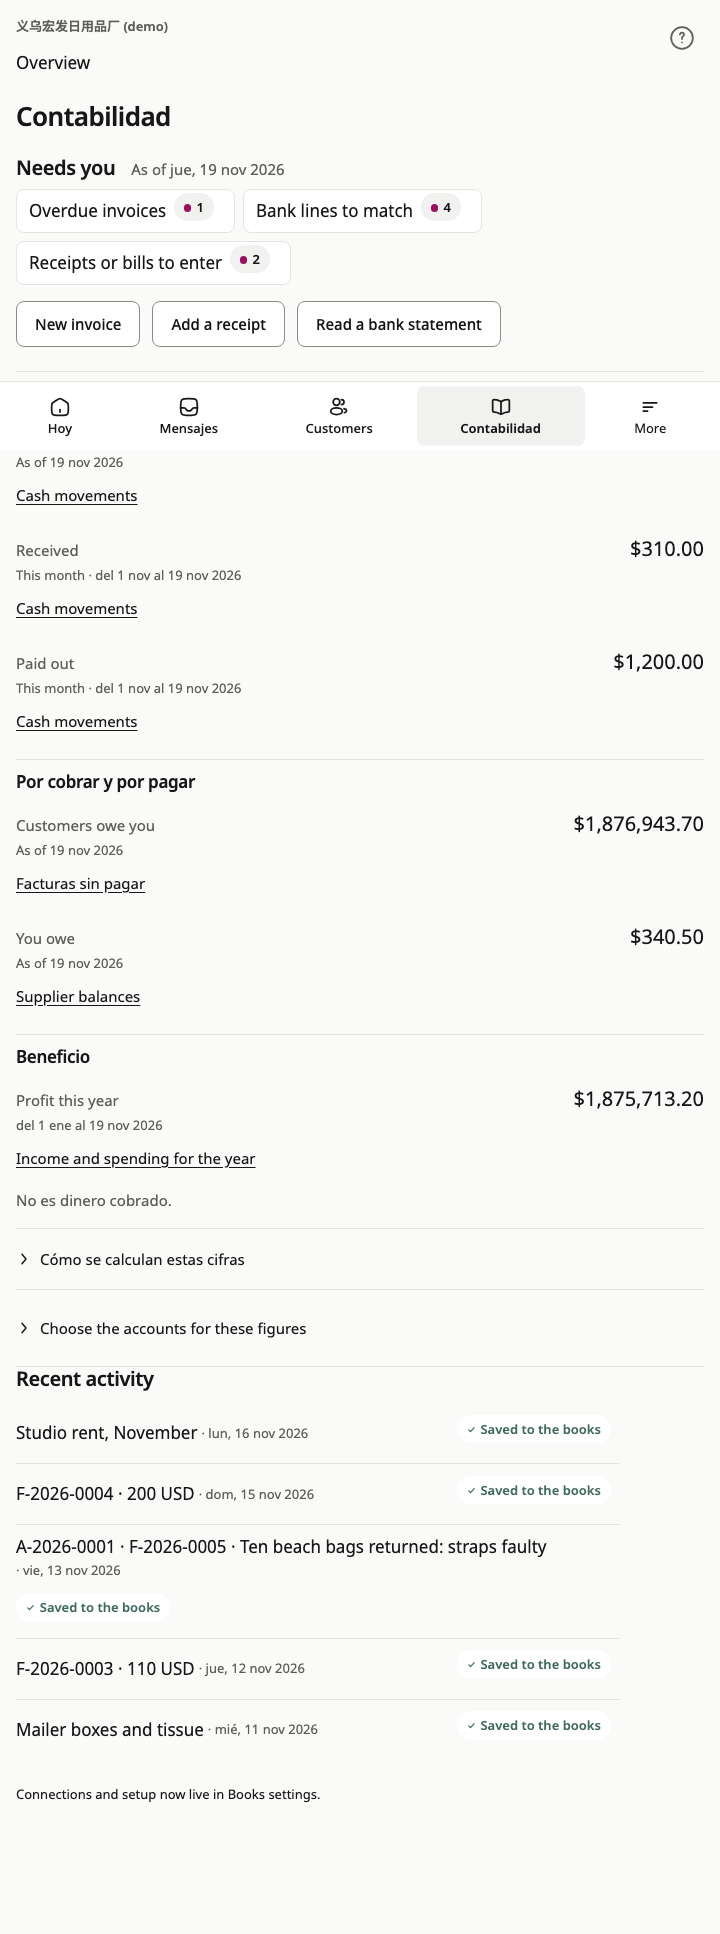 义乌宏发日用品厂 (demo)
Overview
Contabilidad
Needs you As of jue, 19 nov 2026
Overdue invoices 1
Bank lines to match 4
Receipts or bills to enter 2
New invoice
Add a receipt
Read a bank statement
Hoy
Mensajes
Customers
Contabilidad
More
As of 19 nov 2026
Cash movements
Received $310.00
This month · del 1 nov al 19 nov 2026
Cash movements
Paid out $1,200.00
This month · del 1 nov al 19 nov 2026
Cash movements
Por cobrar y por pagar
Customers owe you $1,876,943.70
As of 19 nov 2026
Facturas sin pagar
You owe $340.50
As of 19 nov 2026
Supplier balances
Beneficio
Profit this year $1,875,713.20
del 1 ene al 19 nov 2026
Income and spending for the year
No es dinero cobrado.
Cómo se calculan estas cifras
Choose the accounts for these figures
Recent activity
Studio rent, November · lun, 16 nov 2026 Saved to the books
F-2026-0004 · 200 USD · dom, 15 nov 2026 Saved to the books
A-2026-0001 · F-2026-0005 · Ten beach bags returned: straps faulty
· vie, 13 nov 2026
Saved to the books
F-2026-0003 · 110 USD · jue, 12 nov 2026 Saved to the books
Mailer boxes and tissue · mié, 11 nov 2026 Saved to the books
Connections and setup now live in Books settings.